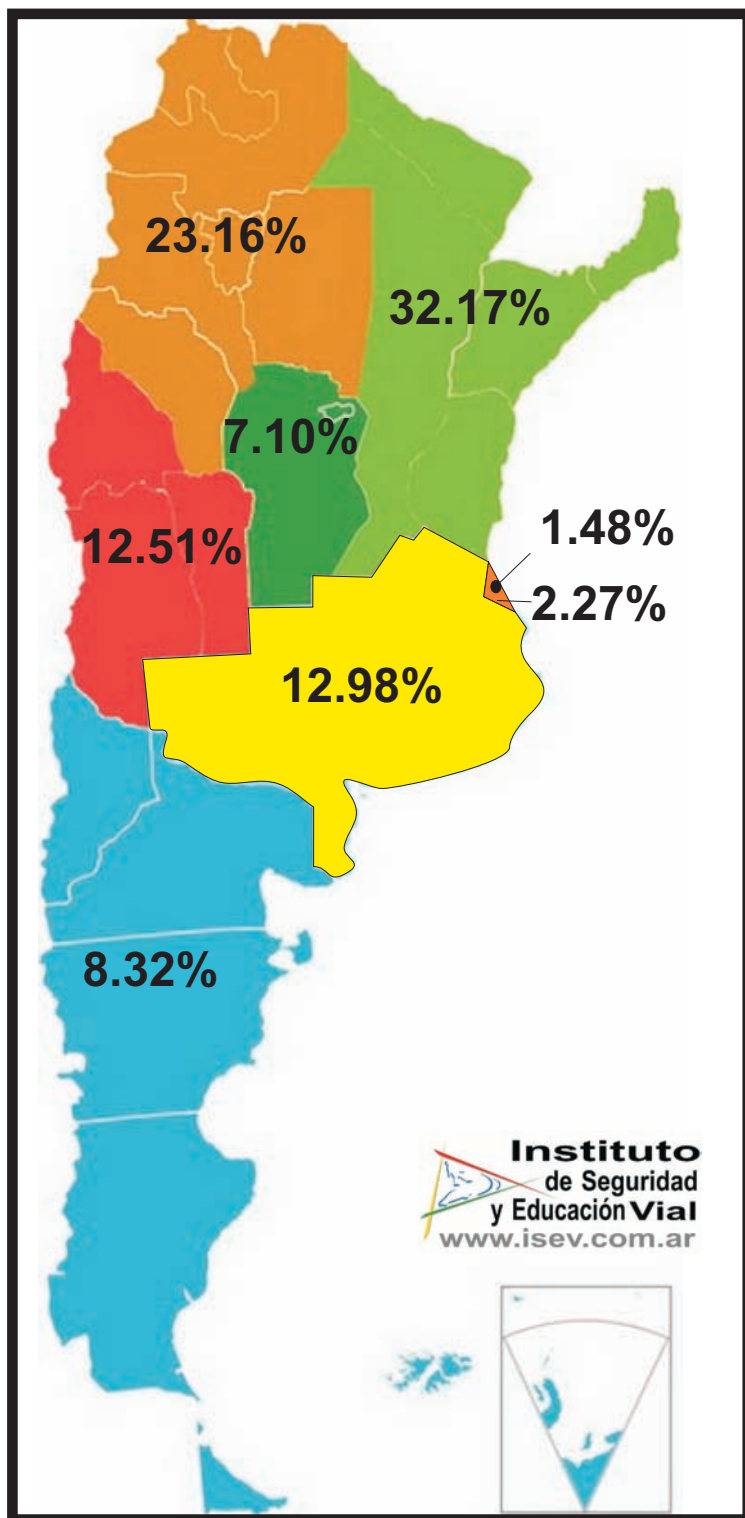 23.16%
32.17%
7.10%
12.51%
1.48%
2.27%
12.98%
8.32%
Instituto
de Seguridad
y Educación Vial
www.isev.com.ar